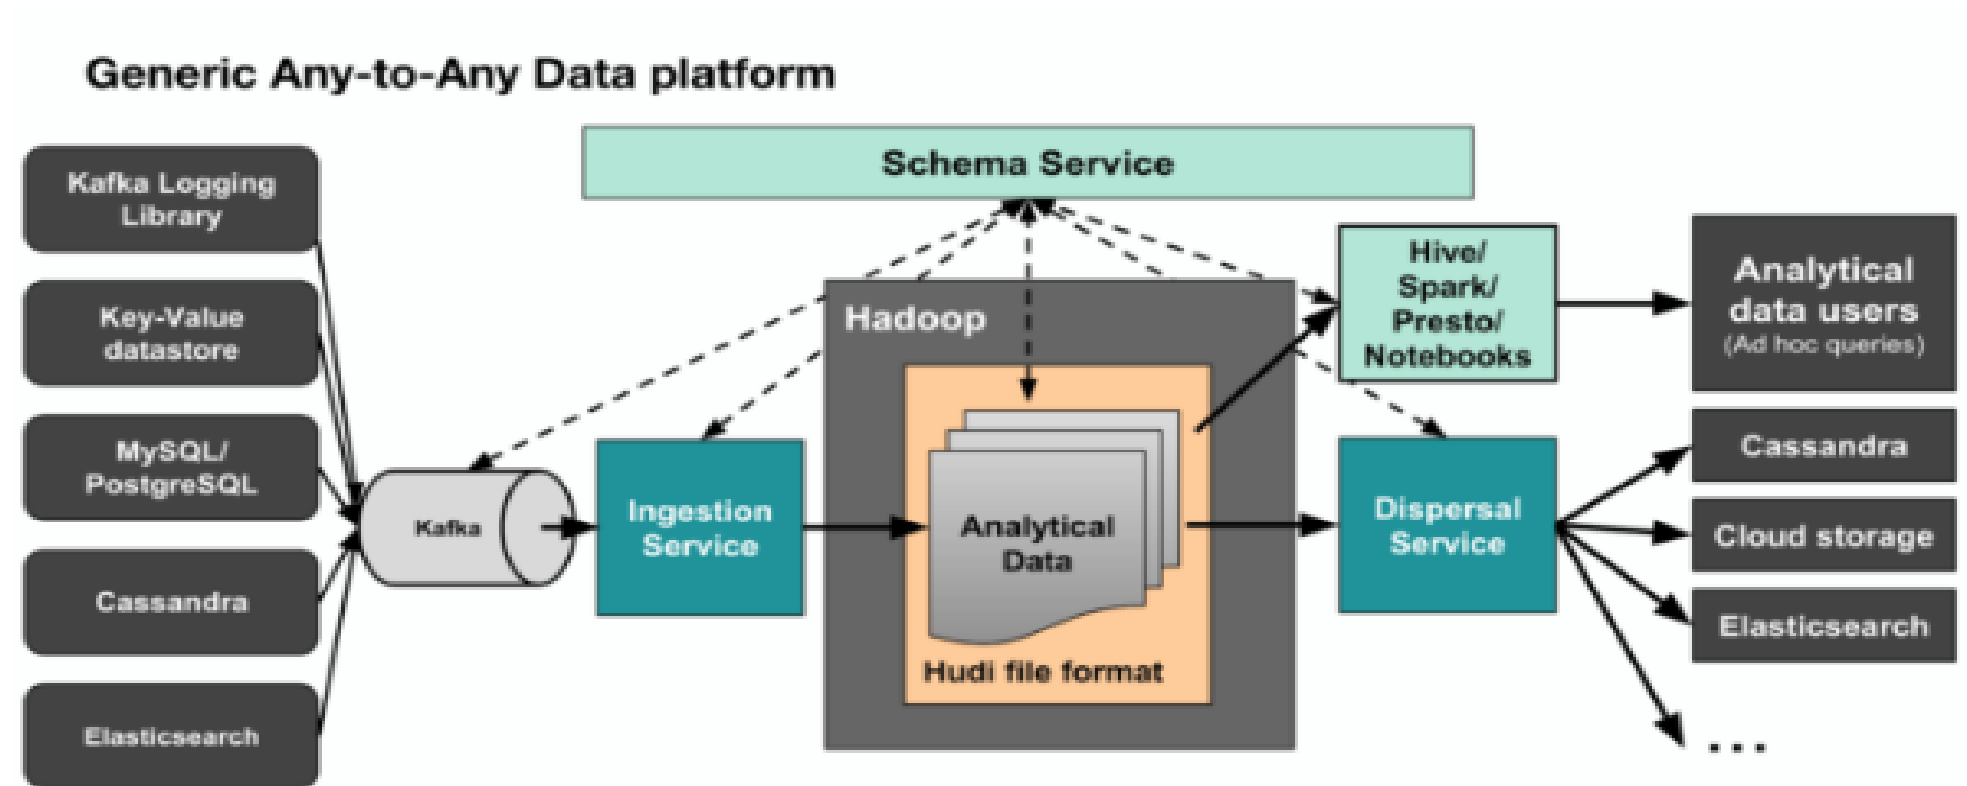 Generic Any-to-Any Data platform
Schema Service
Kafka Logging
Library
Key-Value
datastore
MySQL/
PostgreSQL
Cassandra
Elasticsearch
Kafka
Ingestion
Service
Hadoop
Analytical
Data
Hudi file format
Hive/
Spark/
Presto/
Notebooks
Dispersal
Service
Analytical
data users
(Ad hoc queries)
Cassandra
Cloud storage
Elasticsearch
...